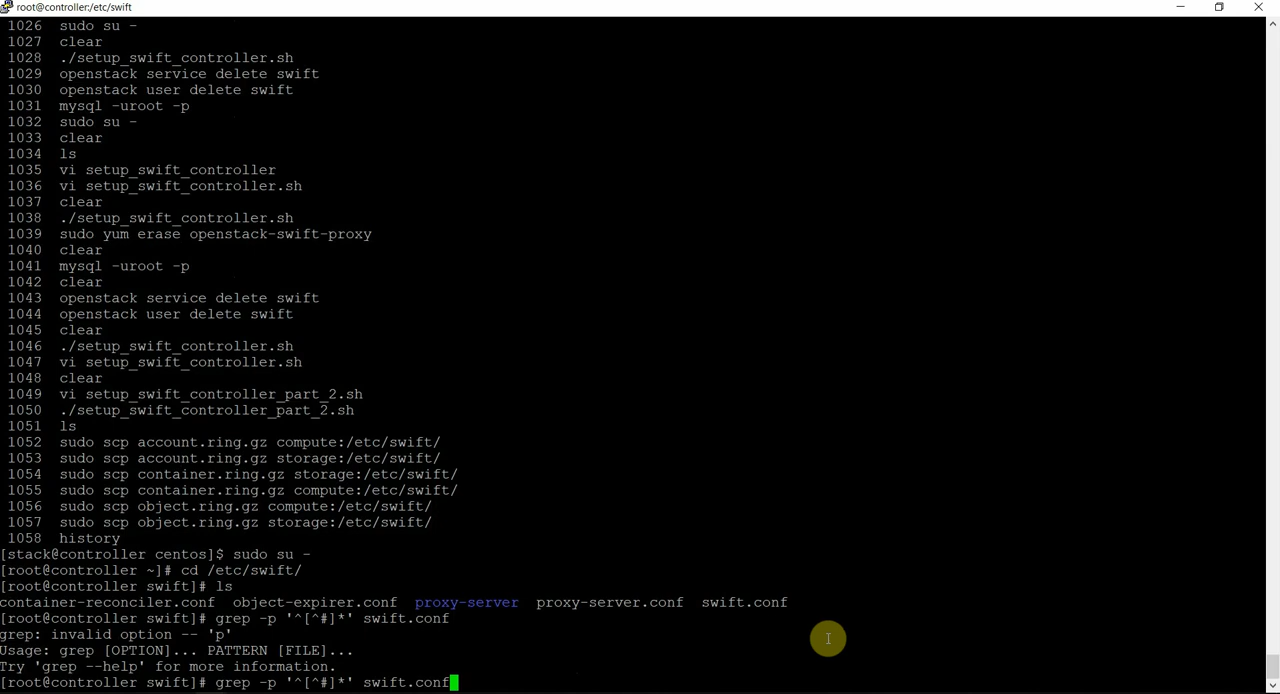 root@controller:/etc/swift
1026 sudo su -
1027 clear
1028 ./setup_swift_controller.sh
1029 openstack service delete swift
1030 openstack user delete swift
1031 mysql -uroot -p
1032 sudo su -
1033 clear
1034 ls
1035 vi setup_swift_controller
1036 vi setup_swift_controller.sh
1037 clear
1038 ./setup_swift_controller.sh
1039 sudo yum erase openstack-swift-proxy
1040 clear
1041 mysql -uroot -p
1042 clear
1043 openstack service delete swift
1044 openstack user delete swift
1045 clear
1046 ./setup_swift_controller.sh
1047 vi setup_swift_controller.sh
1048 clear
1049 vi setup_swift_controller_part_2.sh
1050 ./setup_swift_controller_part_2.sh
1051 ls
1052 sudo scp account.ring.gz compute:/etc/swift/
1053 sudo scp account.ring.gz storage:/etc/swift/
1054 sudo scp container.ring.gz storage:/etc/swift/
1055 sudo scp container.ring.gz compute:/etc/swift/
1056 sudo scp object.ring.gz compute:/etc/swift/
1057 sudo scp object.ring.gz storage:/etc/swift/
1058 history
[stack@controller centos]$ sudo su -
[root@controller ~]# cd /etc/swift/
[root@controller swift]# ls
container-reconciler.conf object-expirer.conf proxy-server proxy-server.conf swift.conf
[root@controller swift]# grep -p '^[^#]*' swift.conf
grep: invalid option -- 'p'
Usage: grep [OPTION]... PATTERN [FILE]...
Try 'grep --help' for more information.
[root@controller swift]# grep -p '^[^#]*' swift.conf